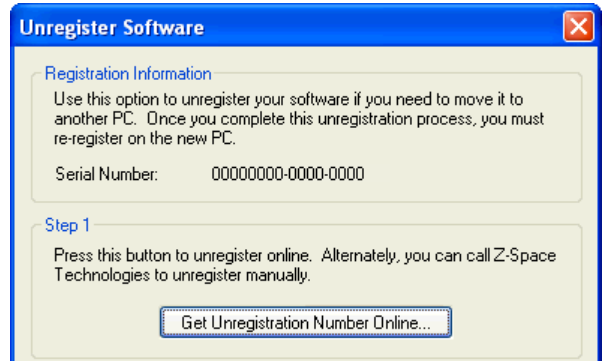 Unregister Software
Registration Information
Use this option to unregister your software if you need to move it to
another PC.  Once you complete this unregistration process, you must
re-register on the new PC.
Serial Number: 00000000-0000-0000
Step 1
Press this button to unregister online.  Alternately, you can call Z-Space
Technologies to unregister manually.
Get Unregistration Number Online...